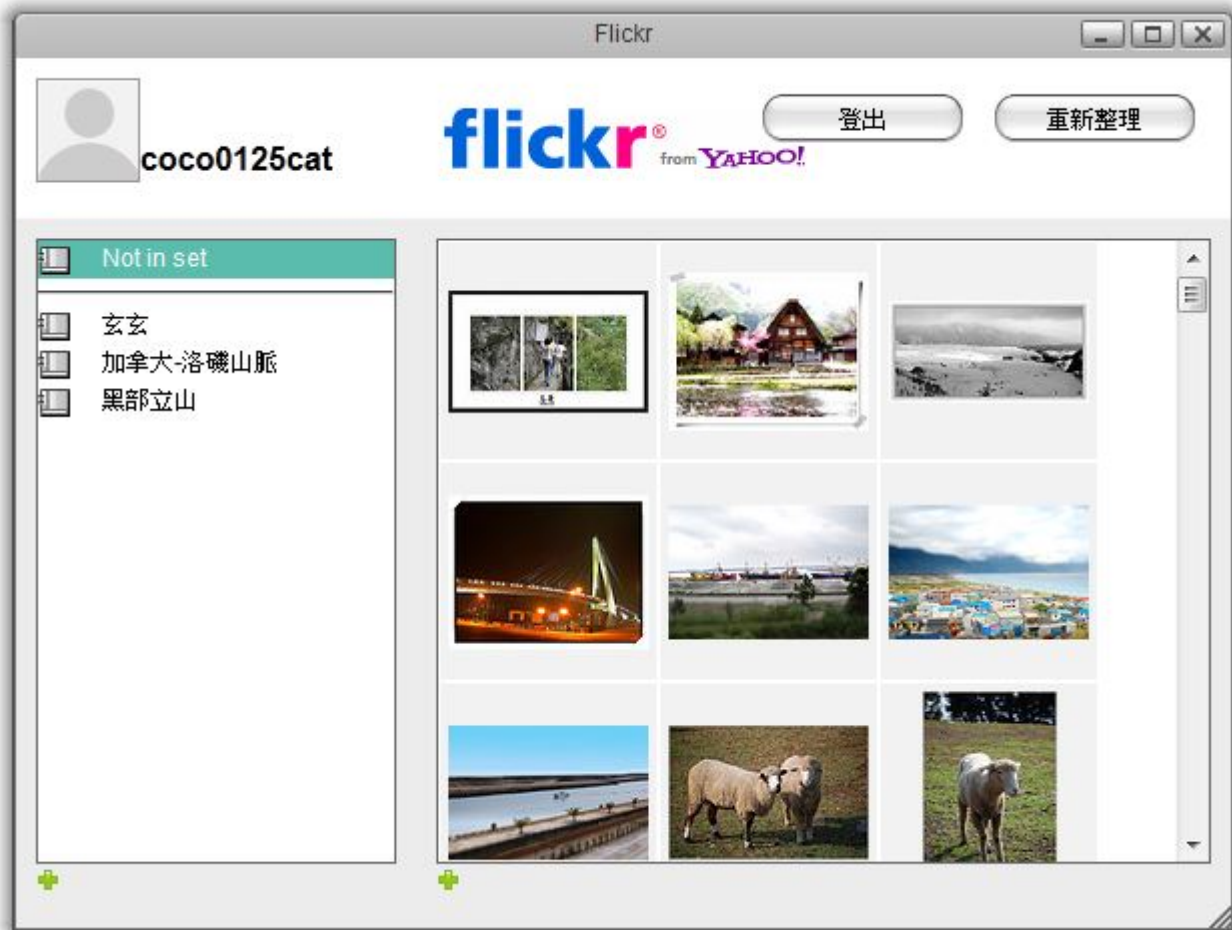 Flickr
coco0125cat
flickr®
from YAHOO!
登出
重新整理
Not in set
玄玄
加拿大-洛磯山脈
黑部立山